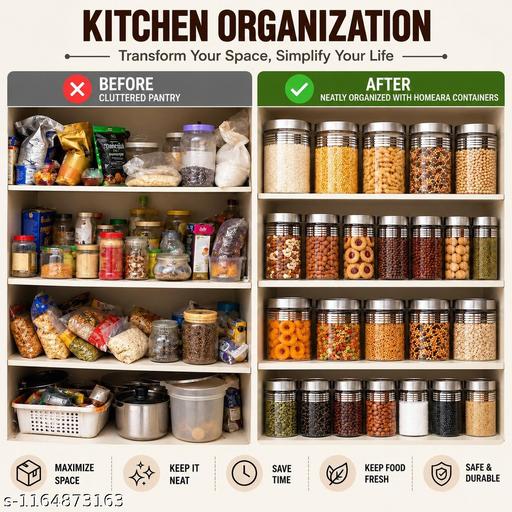 KITCHEN ORGANIZATION
Transform Your Space, Simplify Your Life
BEFORE
CLUTTERED PANTRY
AFTER
NEATLY ORGANIZED WITH HOMEARA CONTAINERS
MAXIMIZE
SPACE
KEEP IT
NEAT
SAVE
TIME
KEEP FOOD
FRESH
SAFE &
DURABLE
s-1164873163